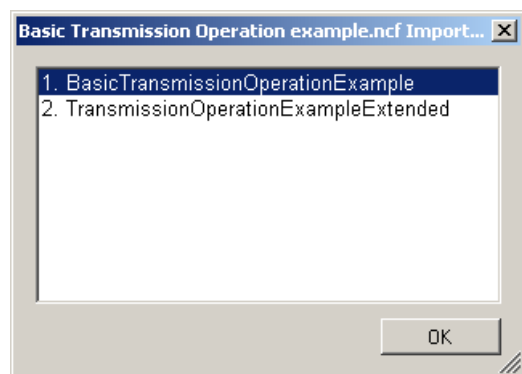 Basic Transmission Operation example.ncf Import...
1. BasicTransmissionOperationExample
2. TransmissionOperationExampleExtended
OK